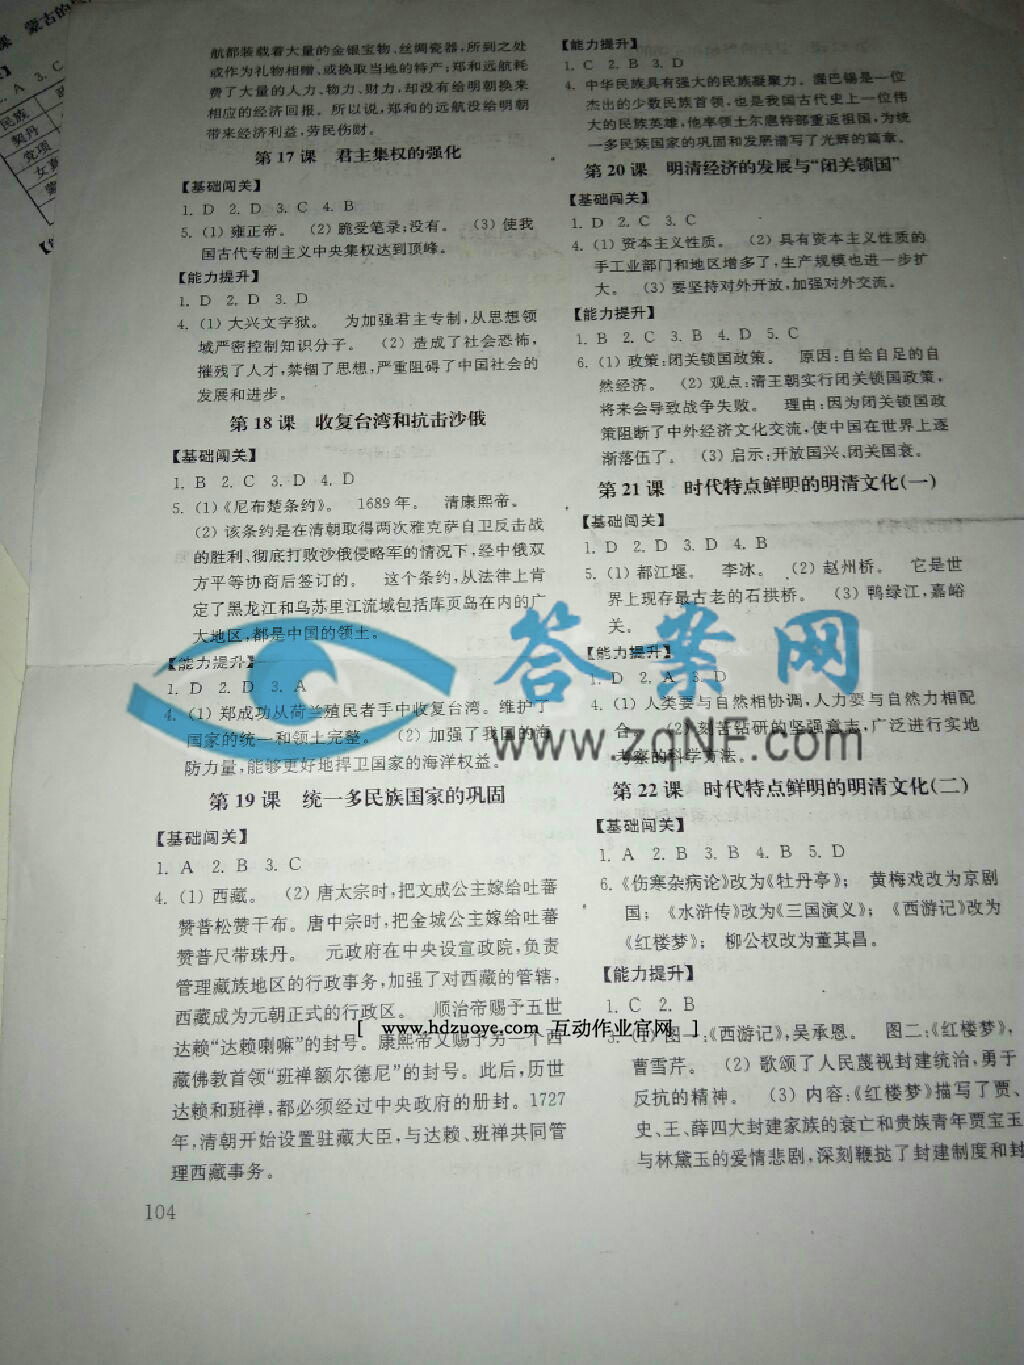 课 蒙古的
A 3. C
民族
契丹
党项
女真
航都装载着大量的金银宝物、丝绸瓷器,所到之处
或作为礼物相赠、或换取当地的特产;郑和远航耗
费了大量的人力、物力、财力,却没有给明朝换来
相应的经济回报。所以说,郑和的远航没给明朝
带来经济利益,劳民伤财。
第 17 课 君主集权的强化
【基础闯关】
1. D 2. D 3. C 4. B
5. (1)雍正帝。 (2)跪受笔录;没有。 (3)使我
国古代专制主义中央集权达到顶峰。
【能力提升】
1. D 2. D 3. D
4. (1)大兴文字狱。 为加强君主专制,从思想领
域严密控制知识分子。 (2)造成了社会恐怖,
摧残了人才,禁锢了思想,严重阻碍了中国社会的
发展和进步。
第 18 课 收复台湾和抗击沙俄
【基础闯关】
1. B 2. C 3. D 4. D
5. (1)《尼布楚条约》。 1689 年。 清康熙帝。
(2)该条约是在清朝取得两次雅克萨自卫反击战
的胜利、彻底打败沙俄侵略军的情况下,经中俄双
方平等协商后签订的。 这个条约,从法律上肯
定了黑龙江和乌苏里江流域包括库页岛在内的广
大地区,都是中国的领土。
【能力提升】
1. D 2. D 3. A
4. (1)郑成功从荷兰殖民者手中收复台湾。维护了
国家的统一和领土完整。 (2)加强了我国的海
防力量,能够更好地捍卫国家的海洋权益。
第 19 课 统一多民族国家的巩固
【基础闯关】
1. A 2. B 3. C
4. (1)西藏。 (2)唐太宗时,把文成公主嫁给吐蕃
赞普松赞干布。唐中宗时,把金城公主嫁给吐蕃
赞普尺带珠丹。 元政府在中央设宣政院,负责
管理藏族地区的行政事务,加强了对西藏的管辖,
西藏成为元朝正式的行政区。 顺治帝赐予五世
达赖“达赖喇嘛”的封号。康熙帝又赐予另一个西
藏佛教首领“班禅额尔德尼”的封号。此后,历世
达赖和班禅,都必须经过中央政府的册封。1727
年,清朝开始设置驻藏大臣,与达赖、班禅共同管
理西藏事务。
104
【能力提升】
1. C 2. B 3. D
4. 中华民族具有强大的民族凝聚力。渥巴锡是一位
杰出的少数民族首领,也是我国古代史上一位伟
大的民族英雄,他率领土尔扈特部重返祖国,为统
一多民族国家的巩固和发展谱写了光辉的篇章。
第 20 课 明清经济的发展与“闭关锁国”
【基础闯关】
1. D 2. C 3. C
4. (1)资本主义性质。 (2)具有资本主义性质的
手工业部门和地区增多了,生产规模也进一步扩
大。 (3)要坚持对外开放,加强对外交流。
【能力提升】
1. B 2. C 3. B 4. D 5. C
6. (1)政策:闭关锁国政策。 原因:自给自足的自
然经济。 (2)观点:清王朝实行闭关锁国政策,
将来会导致战争失败。 理由:因为闭关锁国政
策阻断了中外经济文化交流,使中国在世界上逐
渐落伍了。 (3)启示:开放国兴、闭关国衰。
第 21 课 时代特点鲜明的明清文化(一)
【基础闯关】
1. D 2. D 3. D 4. B
5. (1)都江堰。 李冰。 (2)赵州桥。 它是世
界上现存最古老的石拱桥。 (3)鸭绿江,嘉峪
关。
【能力提升】
1. D 2. A 3. D
4. (1)人类要与自然相协调,人力要与自然力相配
合。 (2)刻苦钻研的坚强意志,广泛进行实地
考察的科学方法。
第 22 课 时代特点鲜明的明清文化(二)
【基础闯关】
1. A 2. B 3. B 4. B 5. D
6. 《伤寒杂病论》改为《牡丹亭》; 黄梅戏改为京剧
国; 《水浒传》改为《三国演义》; 《西游记》改为
《红楼梦》; 柳公权改为董其昌。
【能力提升】
1. C 2. B
3. (1)图一:《西游记》,吴承恩。 图二:《红楼梦》,
曹雪芹。 (2)歌颂了人民蔑视封建统治,勇于
反抗的精神。 (3)内容:《红楼梦》描写了贾、
史、王、薛四大封建家族的衰亡和贵族青年贾宝玉
与林黛玉的爱情悲剧,深刻鞭挞了封建制度和封
答案网
www.zqNF.com
[ www.hdzuoye.com 互动作业官网 ]